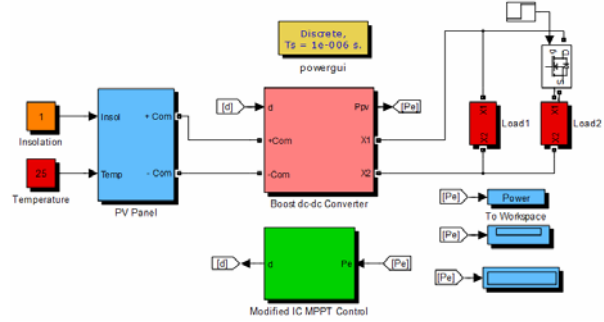 Discrete,
Ts = 1e-006 s.
powergui
1
Insolation
25
Temperature
Insol
+ Com
Temp
- Com
PV Panel
[d]
d
Ppv
[Pe]
+Com
X1
-Com
X2
Boost dc-dc Converter
g
D
S
X1
X2
Load1
X1
X2
Load2
[Pe]
Power
To Workspace
[Pe]
[Pe]
[d]
d
Pe
[Pe]
Modified IC MPPT Control